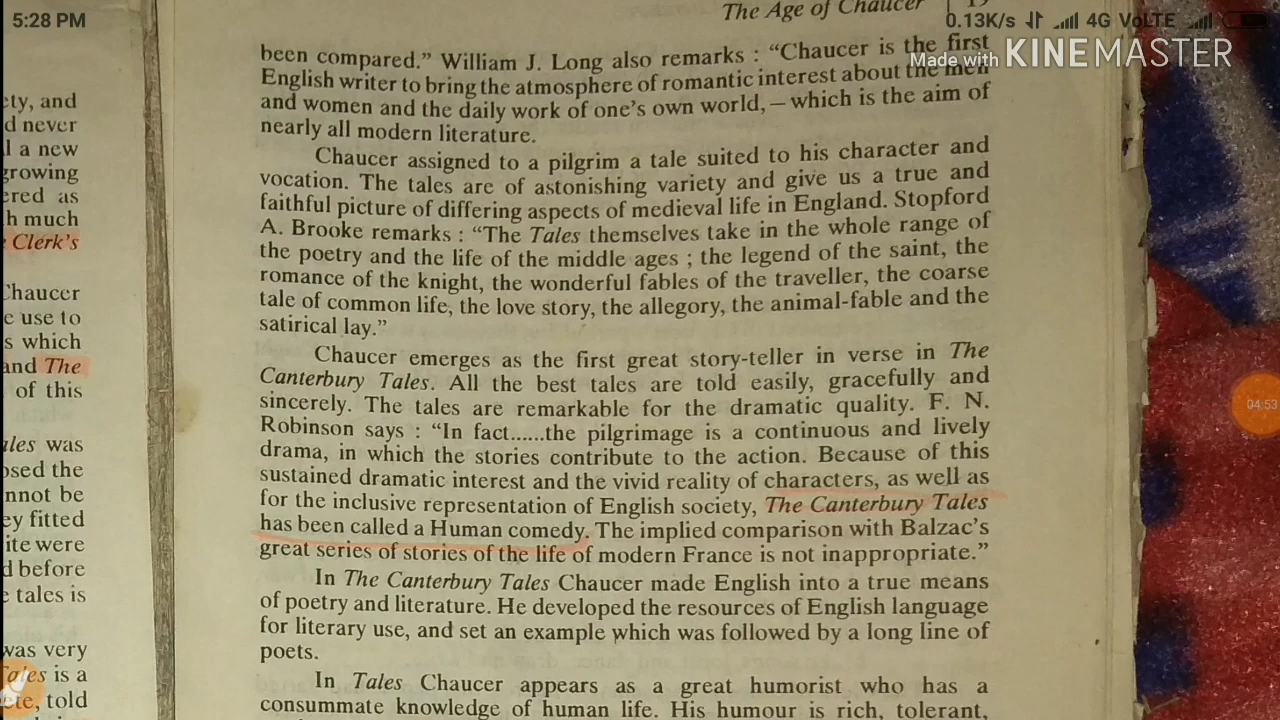 5:28 PM
0.13K/s 4G VoLTE
Made with KINEMASTER
04:53
The Age of Chaucer
ety, and
d never
l a new
growing
ered as
h much
Clerk's
Chaucer
e use to
s which
and The
of this
ales was
osed the
nnot be
ey fitted
ite were
d before
e tales is
was very
Tales is a
ete, told
been compared.” William J. Long also remarks : “Chaucer is the first
English writer to bring the atmosphere of romantic interest about the men
and women and the daily work of one’s own world, – which is the aim of
nearly all modern literature.
Chaucer assigned to a pilgrim a tale suited to his character and
vocation. The tales are of astonishing variety and give us a true and
faithful picture of differing aspects of medieval life in England. Stopford
A. Brooke remarks : “The Tales themselves take in the whole range of
the poetry and the life of the middle ages ; the legend of the saint, the
romance of the knight, the wonderful fables of the traveller, the coarse
tale of common life, the love story, the allegory, the animal-fable and the
satirical lay.”
Chaucer emerges as the first great story-teller in verse in The
Canterbury Tales. All the best tales are told easily, gracefully and
sincerely. The tales are remarkable for the dramatic quality. F. N.
Robinson says : “In fact......the pilgrimage is a continuous and lively
drama, in which the stories contribute to the action. Because of this
sustained dramatic interest and the vivid reality of characters, as well as
for the inclusive representation of English society, The Canterbury Tales
has been called a Human comedy. The implied comparison with Balzac’s
great series of stories of the life of modern France is not inappropriate.”
In The Canterbury Tales Chaucer made English into a true means
of poetry and literature. He developed the resources of English language
for literary use, and set an example which was followed by a long line of
poets.
In Tales Chaucer appears as a great humorist who has a
consummate knowledge of human life. His humour is rich, tolerant,